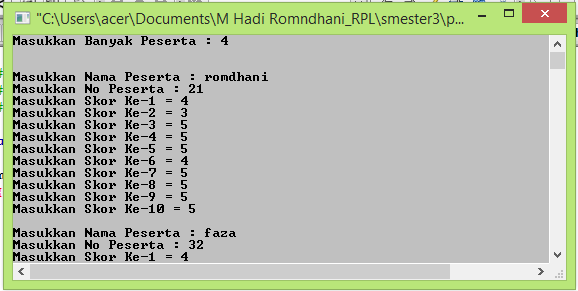 "C:\Users\acer\Documents\M Hadi Romndhani_RPL\smester3\p...
Masukkan Banyak Peserta : 4
Masukkan Nama Peserta : romdhani
Masukkan No Peserta : 21
Masukkan Skor Ke-1 = 4
Masukkan Skor Ke-2 = 3
Masukkan Skor Ke-3 = 5
Masukkan Skor Ke-4 = 5
Masukkan Skor Ke-5 = 5
Masukkan Skor Ke-6 = 4
Masukkan Skor Ke-7 = 5
Masukkan Skor Ke-8 = 5
Masukkan Skor Ke-9 = 5
Masukkan Skor Ke-10 = 5
Masukkan Nama Peserta : faza
Masukkan No Peserta : 32
Masukkan Skor Ke-1 = 4